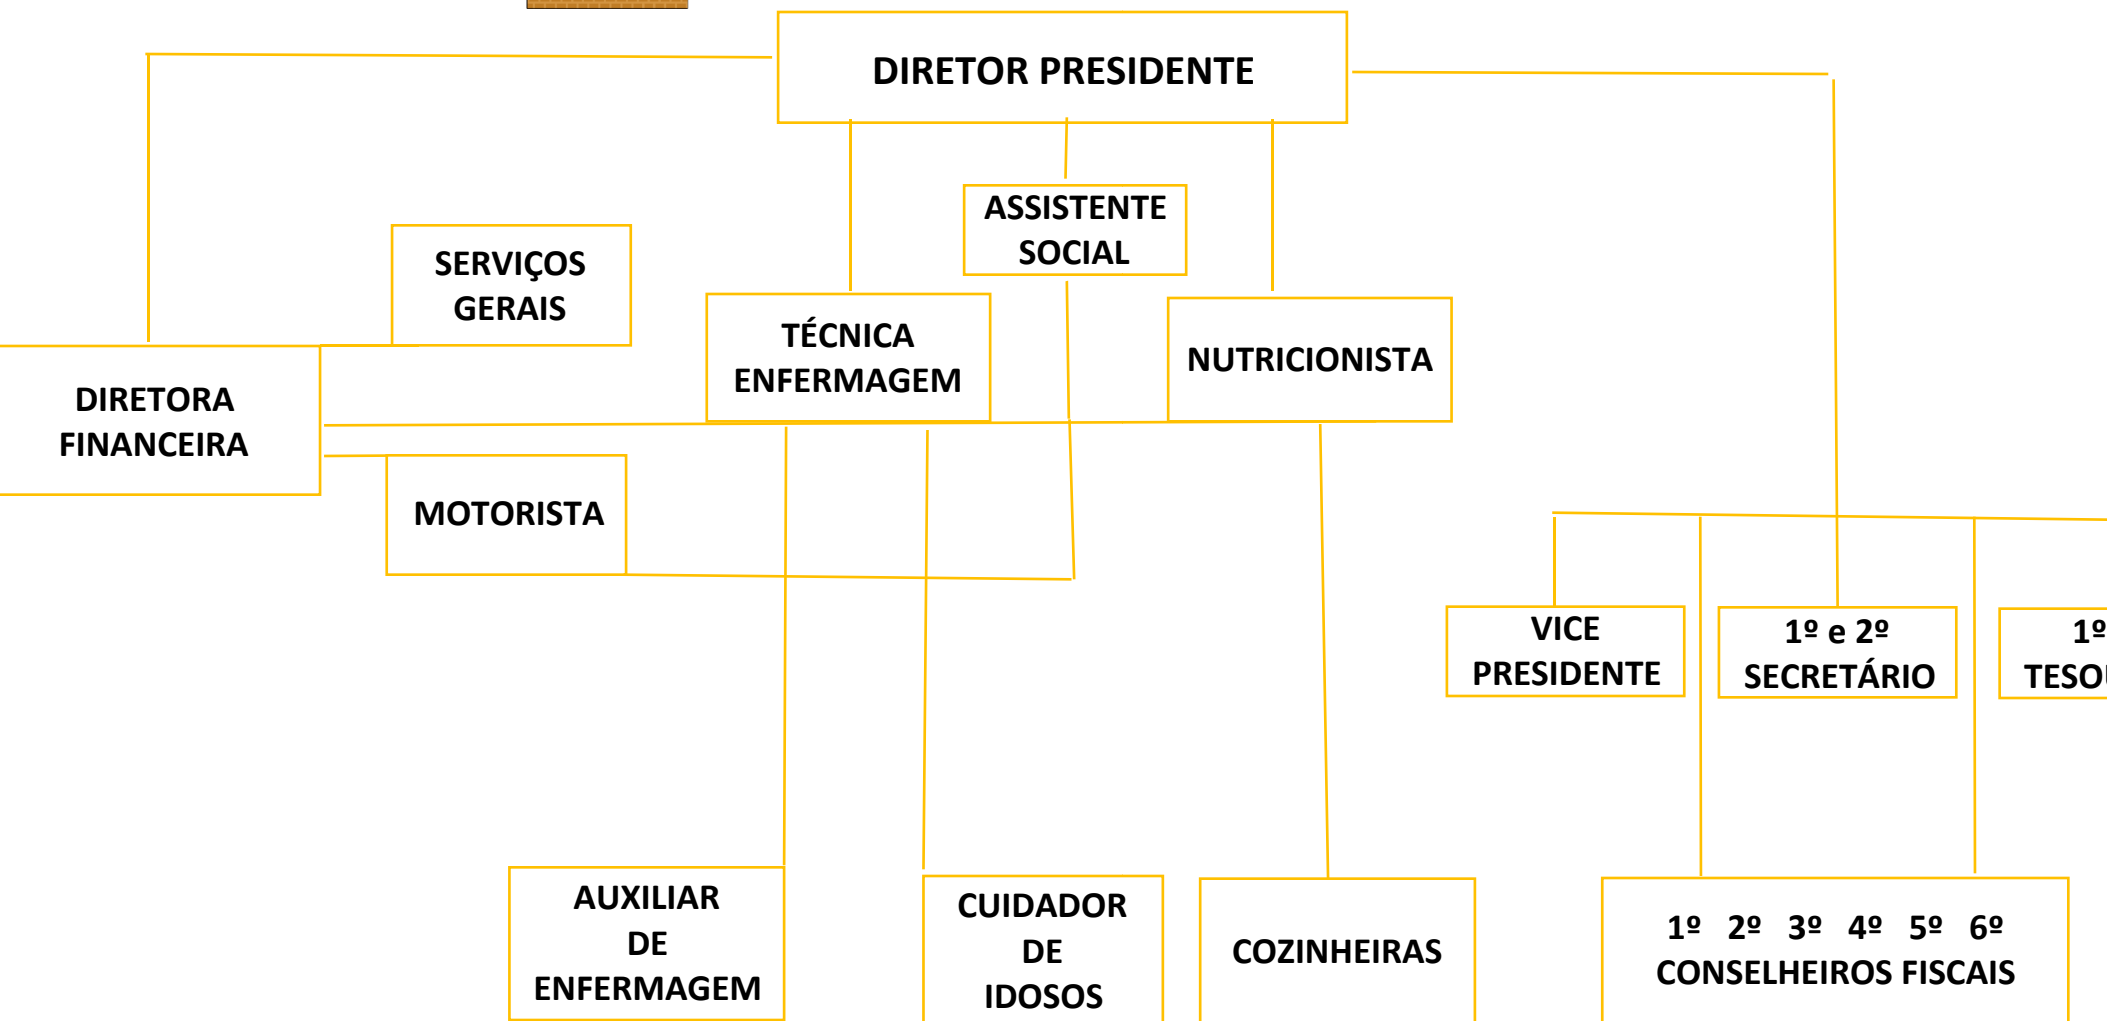 DIRETOR PRESIDENTE
ASSISTENTE
SOCIAL
SERVIÇOS
GERAIS
TÉCNICA
ENFERMAGEM
NUTRICIONISTA
DIRETORA
FINANCEIRA
MOTORISTA
VICE
PRESIDENTE
1º e 2º
SECRETÁRIO
1º
AUXILIAR
DE
ENFERMAGEM
CUIDADOR
DE
IDOSOS
COZINHEIRAS
1º 2º 3º 4º 5º 6º
CONSELHEIROS FISCAIS